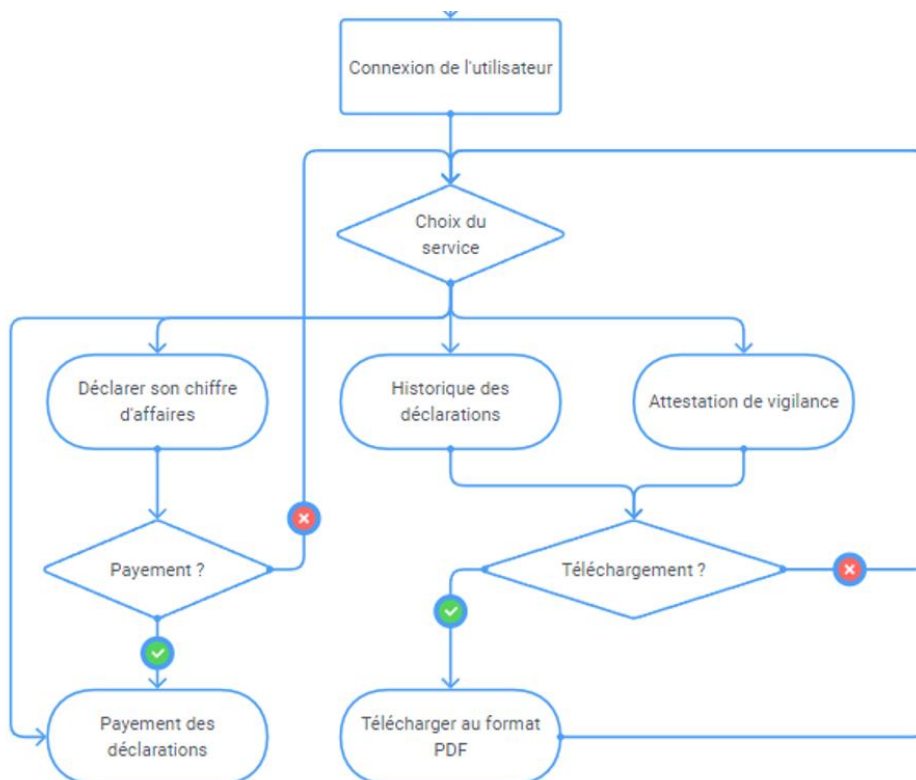 Connexion de l'utilisateur
Choix du
service
Déclarer son chiffre
d'affaires
Historique des
déclarations
Attestation de vigilance
Payement ?
Téléchargement ?
Payement des
déclarations
Télécharger au format
PDF